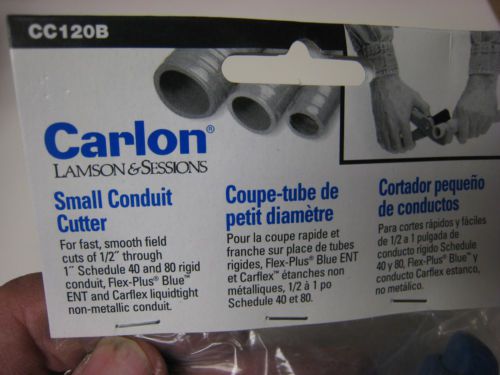 CC120B
Carlon®
LAMSON & SESSIONS
Small Conduit
Cutter
For fast, smooth field
cuts of 1/2” through
1” Schedule 40 and 80 rigid
conduit, Flex-Plus® Blue™
ENT and Carflex liquidtight
non-metallic conduit.
Coupe-tube de
petit diamètre
Pour la coupe rapide et
franche sur place de tubes
rigides, Flex-Plus® Blue ENT
et Carflex™ étanches non
métalliques, 1/2 à 1 po
Schedule 40 et 80.
Cortador pequeño
de conductos
Para cortes rápidos y fáciles
de 1/2 a 1 pulgada de
conducto rígido Schedule
40 y 80, Flex-Plus® Blue™ y
conducto Carflex estanco,
no metálico.